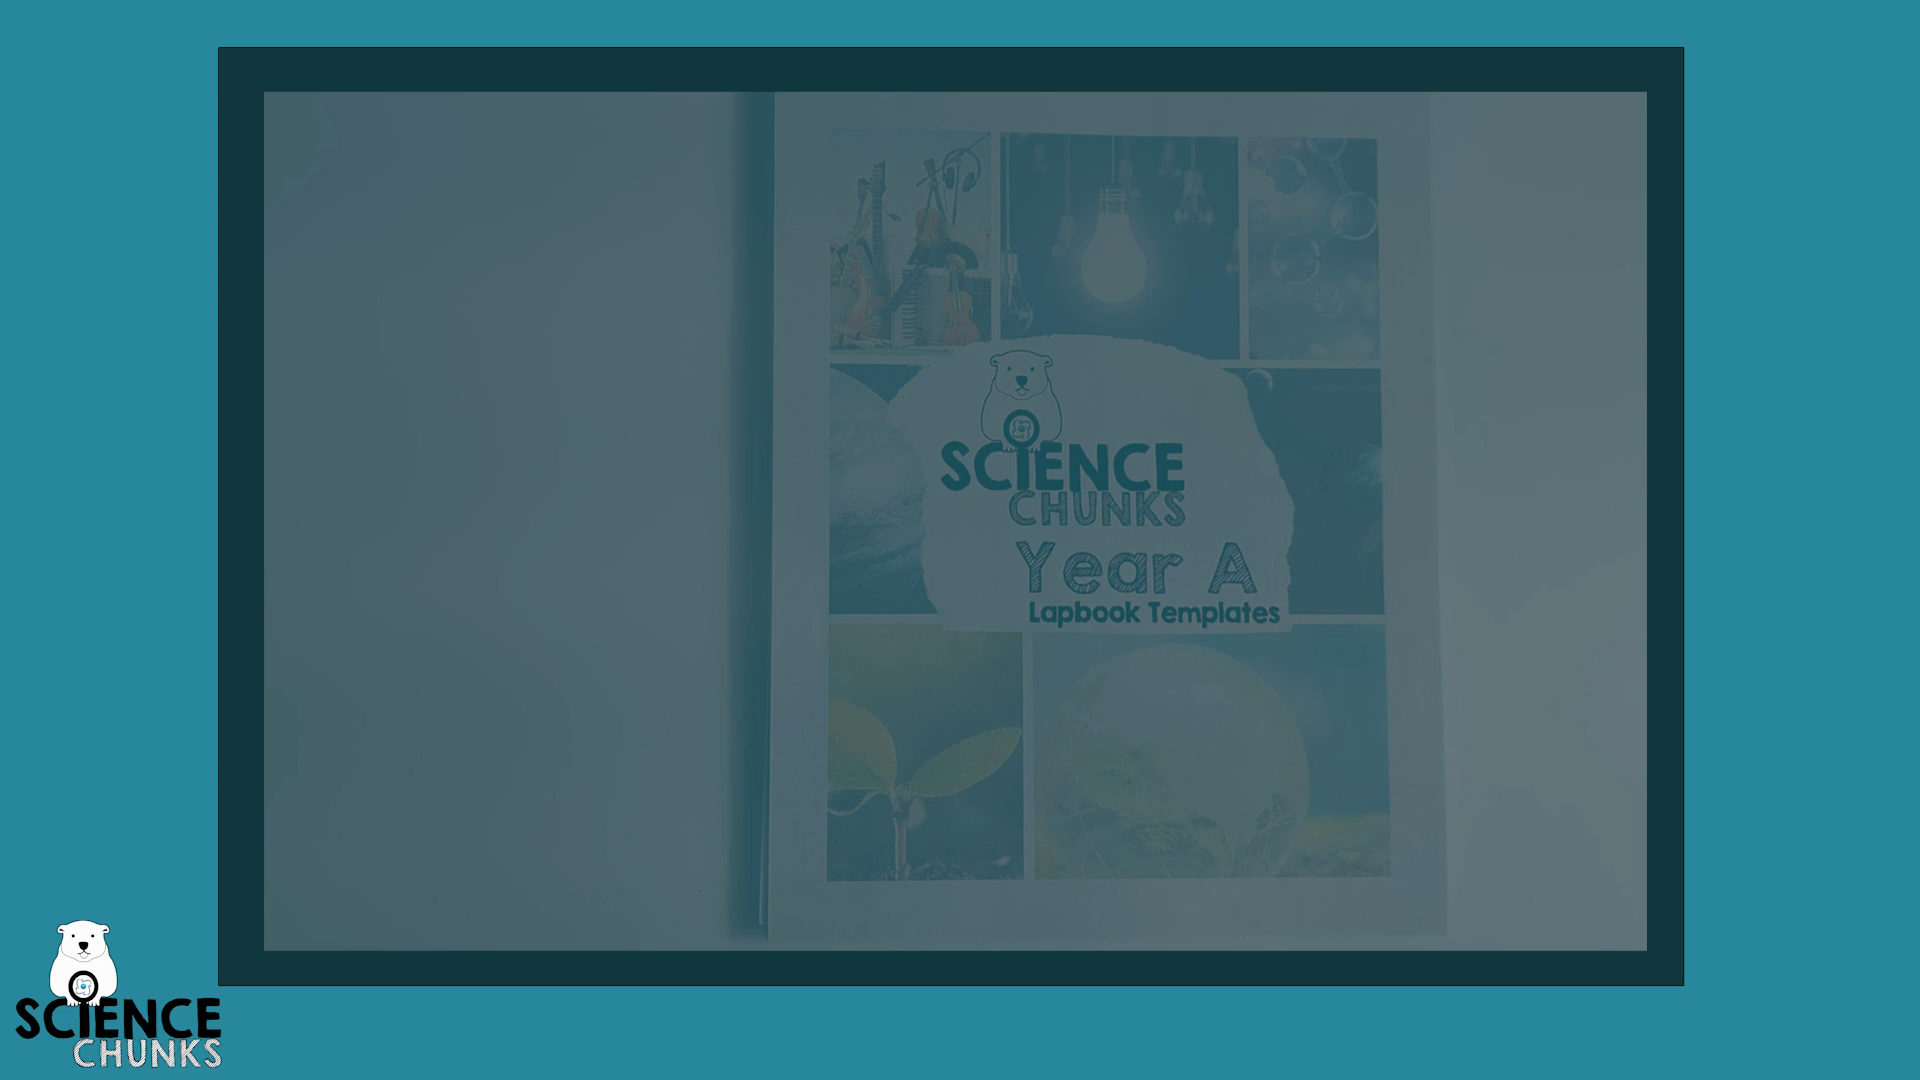 SCIENCE
CHUNKS
Year A
Lapbook Templates
SCIENCE
CHUNKS